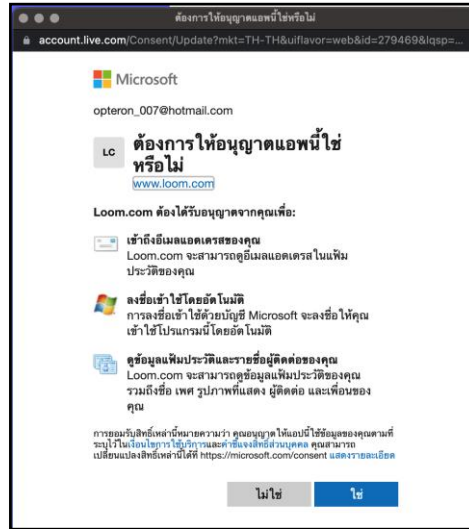 ต้องการให้อนุญาตแอพนี้ใช่หรือไม่
account.live.com/Consent/Update?mkt=TH-TH&uiflavor=web&id=279469&lqsp=...
Microsoft
opteron_007@hotmail.com
LC
ต้องการให้อนุญาตแอพนี้ใช่
หรือไม่
www.loom.com
Loom.com ต้องได้รับอนุญาตจากคุณเพื่อ:
เข้าถึงอีเมลแอดเดรสของคุณ
Loom.com จะสามารถดูอีเมลแอดเดรสในแฟ้ม
ประวัติของคุณ
ลงชื่อเข้าใช้โดยอัตโนมัติ
การลงชื่อเข้าใช้ด้วยบัญชี Microsoft จะลงชื่อให้คุณ
เข้าใช้โปรแกรมนี้โดยอัตโนมัติ
ดูข้อมูลแฟ้มประวัติและรายชื่อผู้ติดต่อของคุณ
Loom.com จะสามารถดูข้อมูลแฟ้มประวัติของคุณ
รวมถึงชื่อ เพศ รูปภาพที่แสดง ผู้ติดต่อ และเพื่อนของ
คุณ
การยอมรับสิทธิ์เหล่านี้หมายความว่า คุณอนุญาตให้แอปนี้ใช้ข้อมูลของคุณตามที่
ระบุไว้ในเงื่อนไขการใช้บริการและคำชี้แจงสิทธิ์ส่วนบุคคล คุณสามารถ
เปลี่ยนแปลงสิทธิ์เหล่านี้ได้ที่ https://microsoft.com/consent แสดงรายละเอียด
ไม่ใช่
ใช่